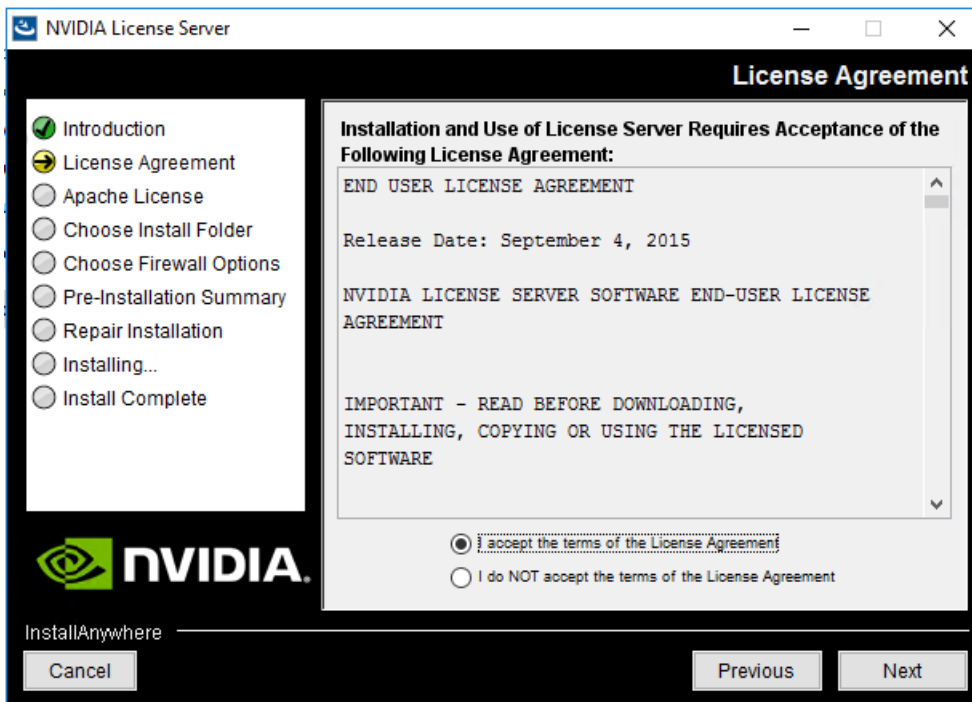 NVIDIA License Server
License Agreement
Introduction
License Agreement
Apache License
Choose Install Folder
Choose Firewall Options
Pre-Installation Summary
Repair Installation
Installing...
Install Complete
Installation and Use of License Server Requires Acceptance of the
Following License Agreement:
END USER LICENSE AGREEMENT
Release Date: September 4, 2015
NVIDIA LICENSE SERVER SOFTWARE END-USER LICENSE
AGREEMENT
IMPORTANT - READ BEFORE DOWNLOADING,
INSTALLING, COPYING OR USING THE LICENSED
SOFTWARE
I accept the terms of the License Agreement
I do NOT accept the terms of the License Agreement
NVIDIA.
InstallAnywhere
Cancel
Previous
Next